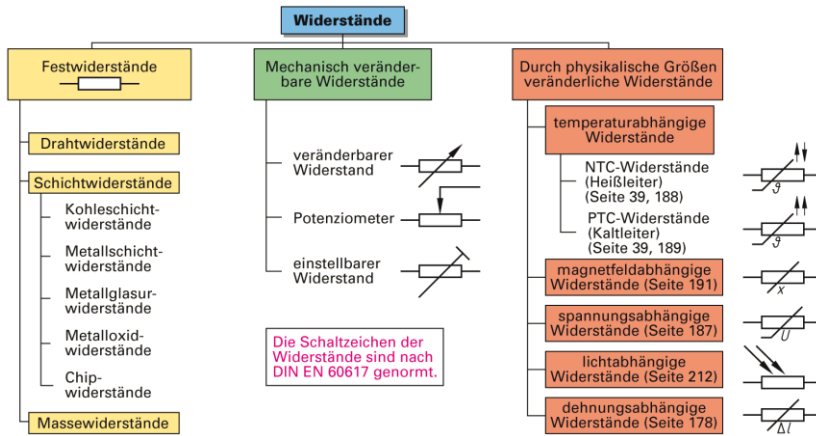 Widerstände
Festwiderstände
Drahtwiderstände
Schichtwiderstände
Kohleschicht-
widerstände
Metallschicht-
widerstände
Metallglasur-
widerstände
Metalloxid-
widerstände
Chip-
widerstände
Massewiderstände
Mechanisch veränder-
bare Widerstände
veränderbarer
Widerstand
Potenziometer
einstellbarer
Widerstand
Die Schaltzeichen der
Widerstände sind nach
DIN EN 60617 genormt.
Durch physikalische Größen
veränderliche Widerstände
temperaturabhängige
Widerstände
NTC-Widerstände
(Heißleiter)
(Seite 39, 188)
ϑ
PTC-Widerstände
(Kaltleiter)
(Seite 39, 189)
ϑ
magnetfeldabhängige
Widerstände (Seite 191)
x
spannungsabhängige
Widerstände (Seite 187)
U
lichtabhängige
Widerstände (Seite 212)
dehnungsabhängige
Widerstände (Seite 178)
Δl